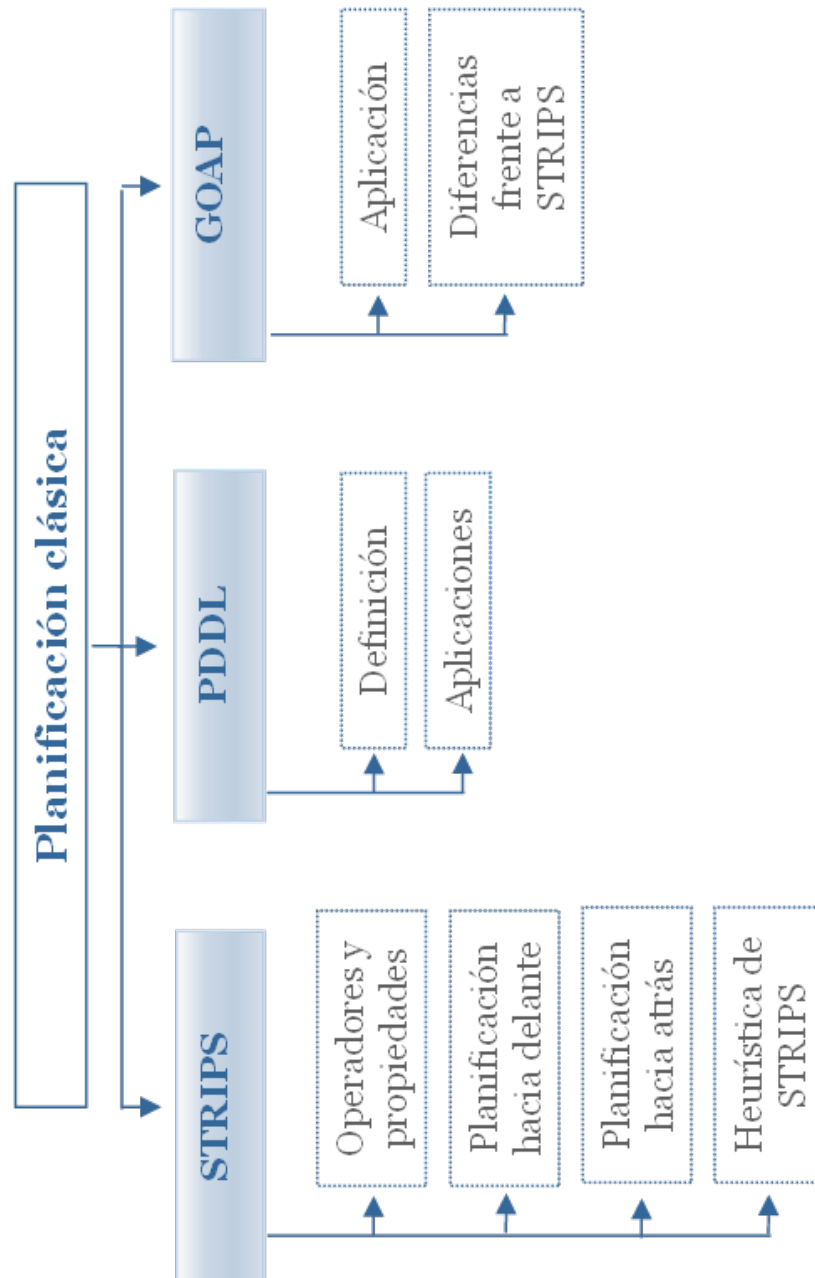 Planificación clásica
STRIPS
Operadores y
propiedades
Planificación
hacia delante
Planificación
hacia atrás
Heurística de
STRIPS
PDDL
Definición
Aplicaciones
GOAP
Aplicación
Diferencias
frente a
STRIPS